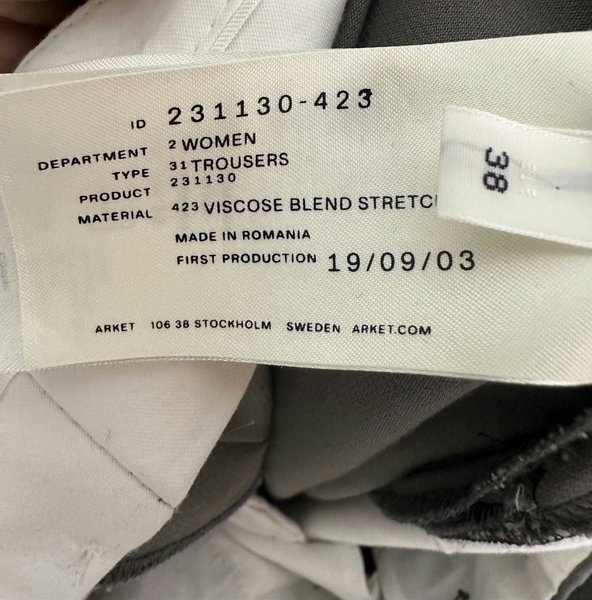 ID 231130-423
DEPARTMENT 2 WOMEN
TYPE 31 TROUSERS
PRODUCT 231130
MATERIAL 423 VISCOSE BLEND STRETC
MADE IN ROMANIA
FIRST PRODUCTION 19/09/03
ARKET 106 38 STOCKHOLM SWEDEN ARKET.COM
38